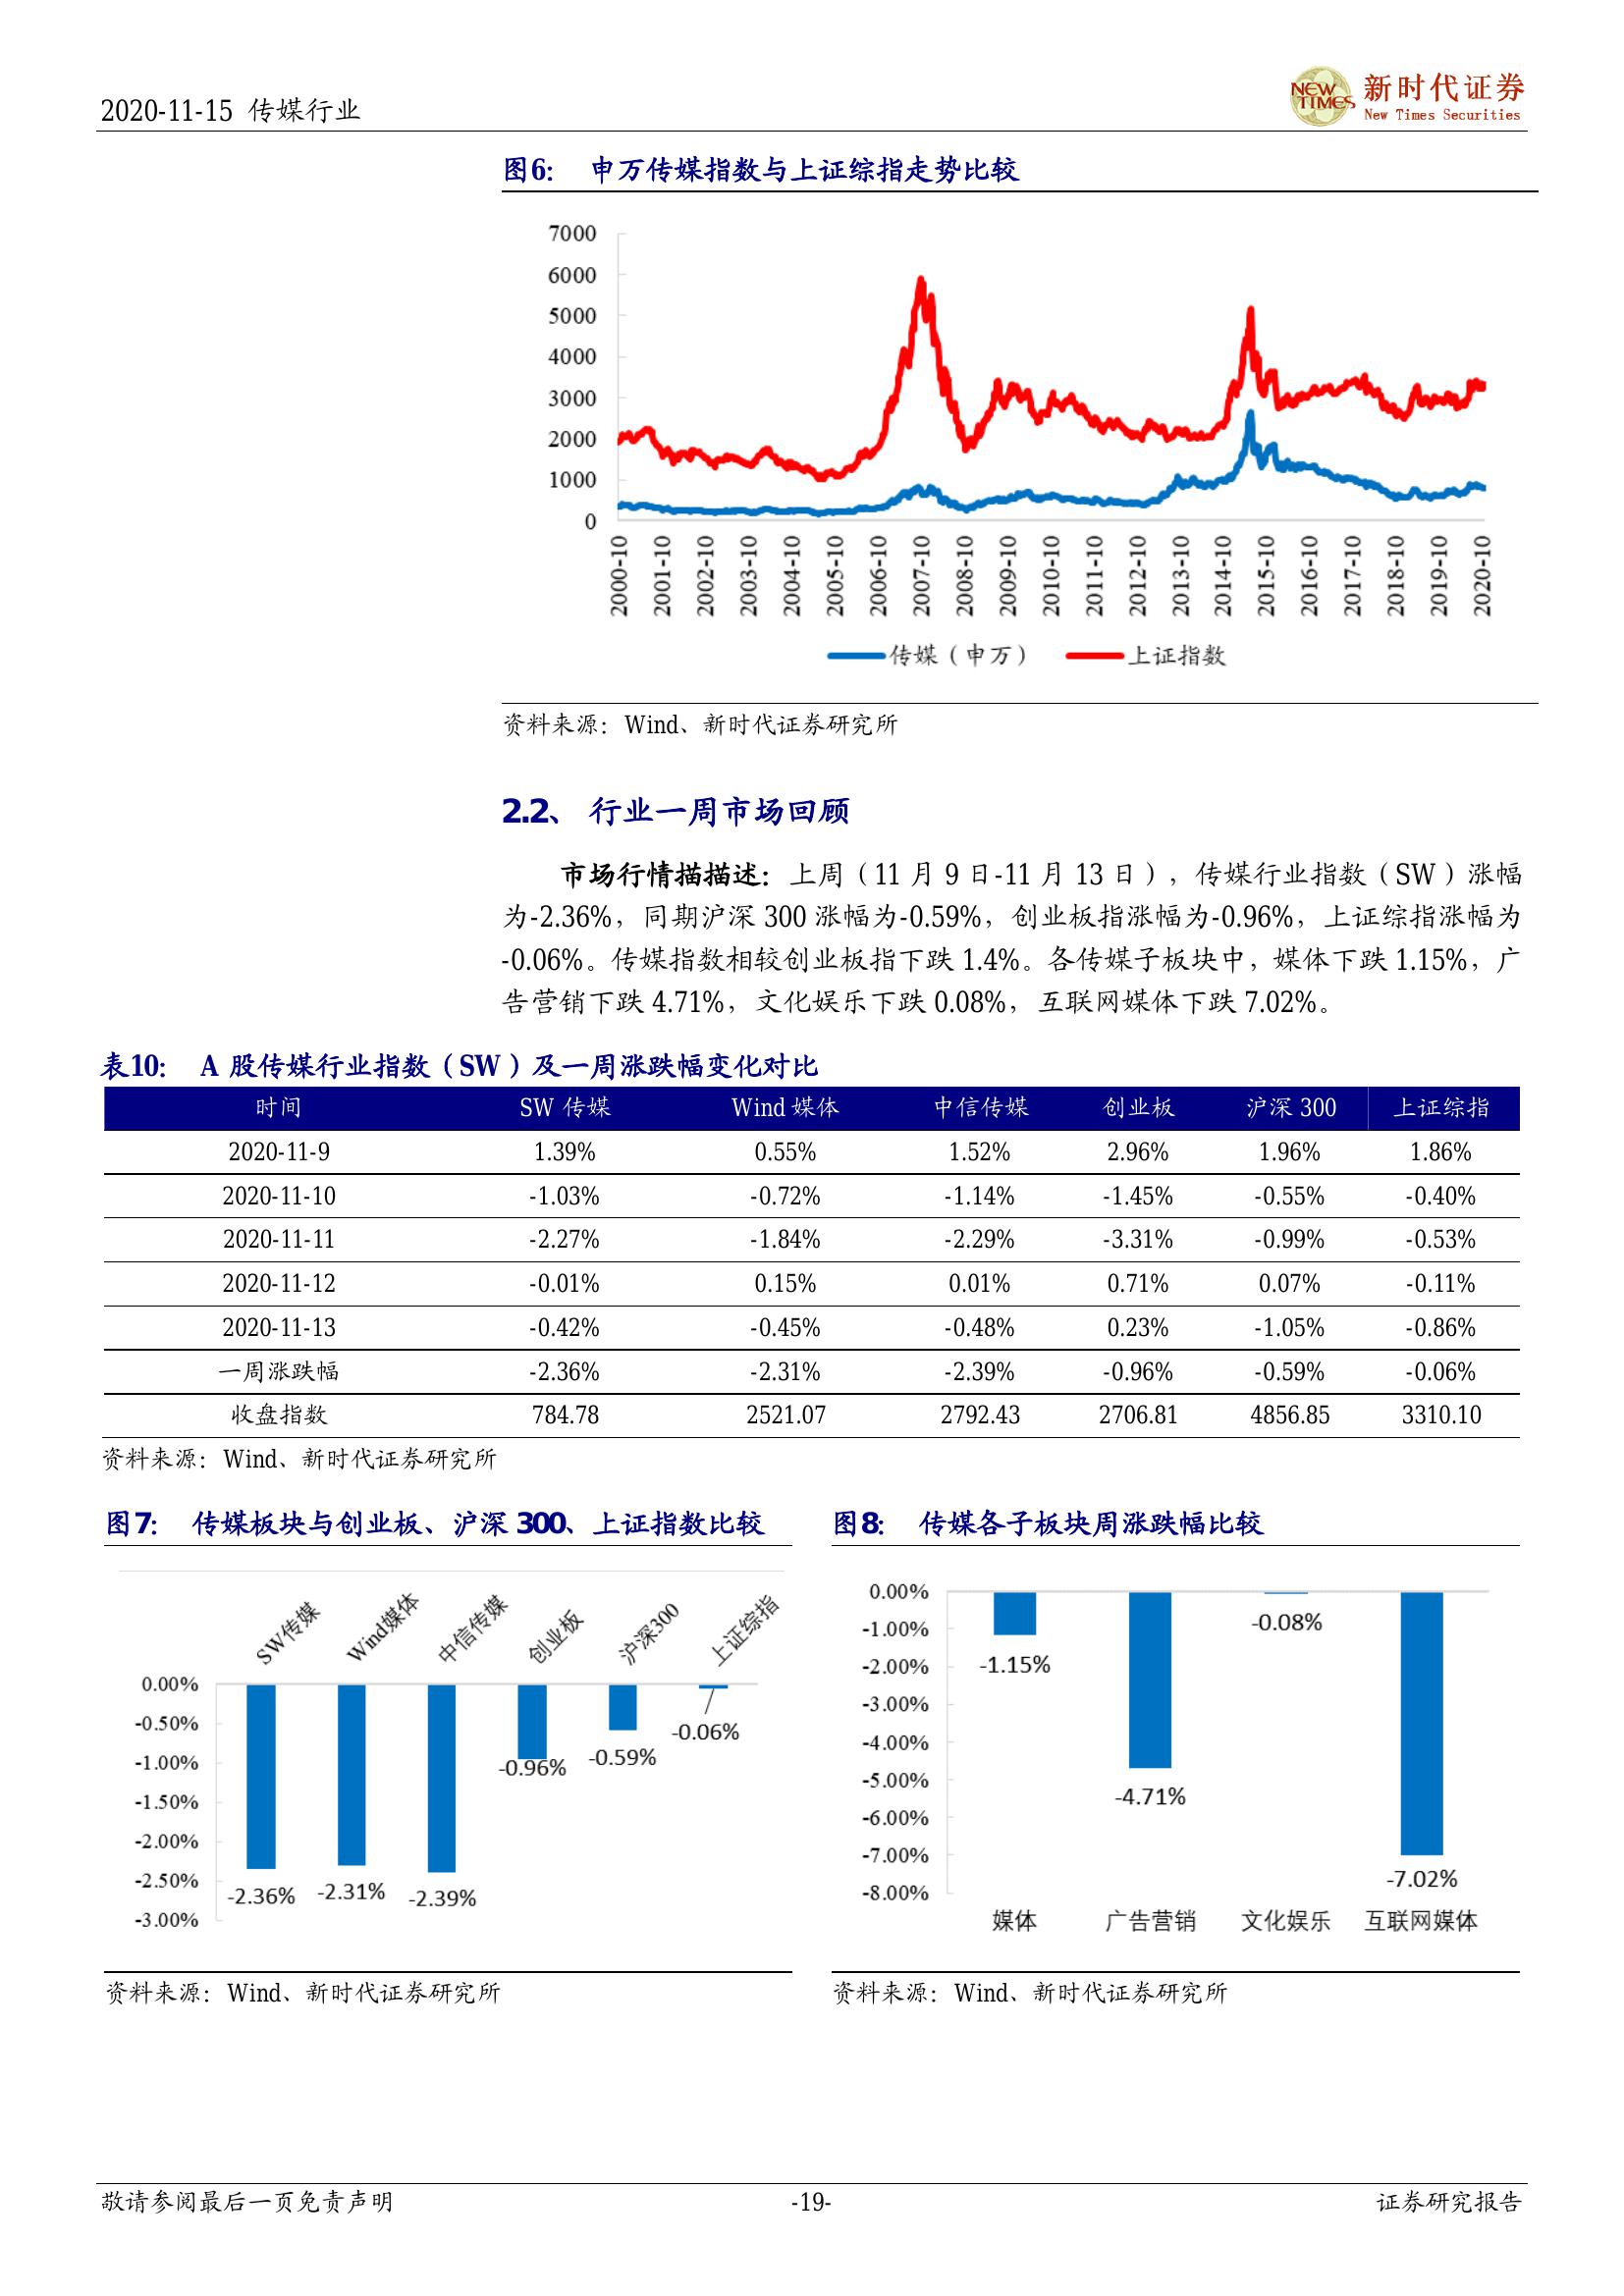 2020-11-15 传媒行业
NEW TIMES
新时代证券
New Times Securities
图6: 申万传媒指数与上证综指走势比较
7000
6000
5000
4000
3000
2000
1000
0
2000-10 2001-10 2002-10 2003-10 2004-10 2005-10 2006-10 2007-10 2008-10 2009-10 2010-10 2011-10 2012-10 2013-10 2014-10 2015-10 2016-10 2017-10 2018-10 2019-10 2020-10
传媒（申万） 上证指数
资料来源：Wind、新时代证券研究所
2.2、 行业一周市场回顾
市场行情描描述：上周（11 月 9 日-11 月 13 日），传媒行业指数（SW）涨幅
为-2.36%，同期沪深 300 涨幅为-0.59%，创业板指涨幅为-0.96%，上证综指涨幅为
-0.06%。传媒指数相较创业板指下跌 1.4%。各传媒子板块中，媒体下跌 1.15%，广
告营销下跌 4.71%，文化娱乐下跌 0.08%，互联网媒体下跌 7.02%。
表10: A 股传媒行业指数（SW）及一周涨跌幅变化对比
时间 SW 传媒 Wind 媒体 中信传媒 创业板 沪深 300 上证综指
2020-11-9 1.39% 0.55% 1.52% 2.96% 1.96% 1.86%
2020-11-10 -1.03% -0.72% -1.14% -1.45% -0.55% -0.40%
2020-11-11 -2.27% -1.84% -2.29% -3.31% -0.99% -0.53%
2020-11-12 -0.01% 0.15% 0.01% 0.71% 0.07% -0.11%
2020-11-13 -0.42% -0.45% -0.48% 0.23% -1.05% -0.86%
一周涨跌幅 -2.36% -2.31% -2.39% -0.96% -0.59% -0.06%
收盘指数 784.78 2521.07 2792.43 2706.81 4856.85 3310.10
资料来源：Wind、新时代证券研究所
图7: 传媒板块与创业板、沪深 300、上证指数比较
SW传媒 Wind媒体 中信传媒 创业板 沪深300 上证综指
0.00%
-0.50%
-1.00%
-1.50%
-2.00%
-2.50%
-3.00%
-2.36% -2.31% -2.39% -0.96% -0.59% -0.06%
资料来源：Wind、新时代证券研究所
图8: 传媒各子板块周涨跌幅比较
0.00%
-1.00%
-2.00%
-3.00%
-4.00%
-5.00%
-6.00%
-7.00%
-8.00%
-1.15% -4.71% -0.08% -7.02%
媒体 广告营销 文化娱乐 互联网媒体
资料来源：Wind、新时代证券研究所
敬请参阅最后一页免责声明 -19- 证券研究报告